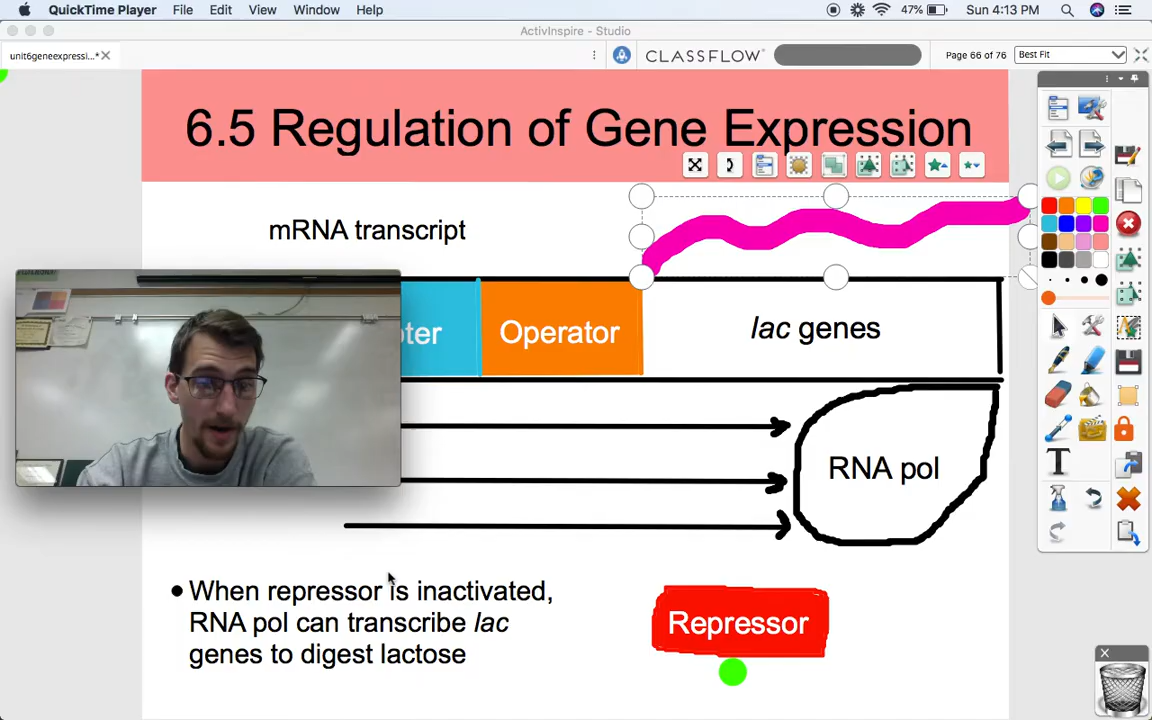 QuickTime Player File Edit View Window Help 47% Sun 4:13 PM
ActivInspire - Studio
unit6geneexpressi...* CLASSFLOW Page 66 of 76 Best Fit
6.5 Regulation of Gene Expression
mRNA transcript
oter Operator lac genes
RNA pol
• When repressor is inactivated,
RNA pol can transcribe lac
genes to digest lactose
Repressor
T